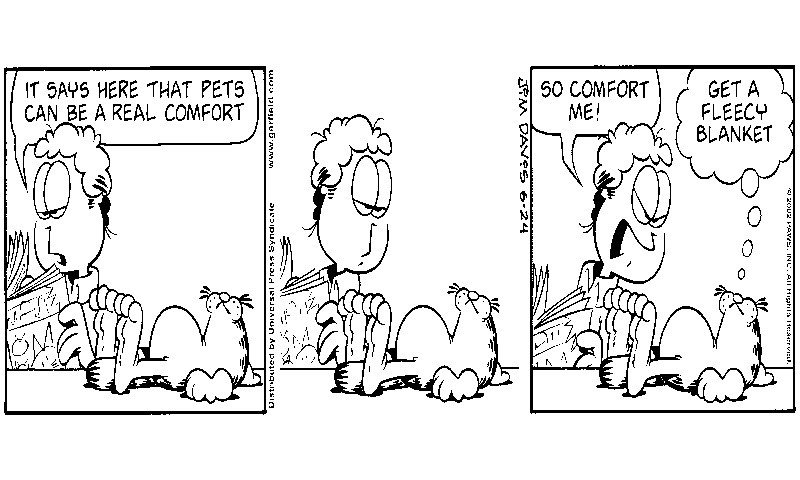 IT SAYS HERE THAT PETS
CAN BE A REAL COMFORT
www.garfield.com
Distributed by Universal Press Syndicate
JIM DAVIS 6-24
SO COMFORT
ME!
GET A
FLEECY
BLANKET
© 2002 PAWS, INC. All Rights Reserved.